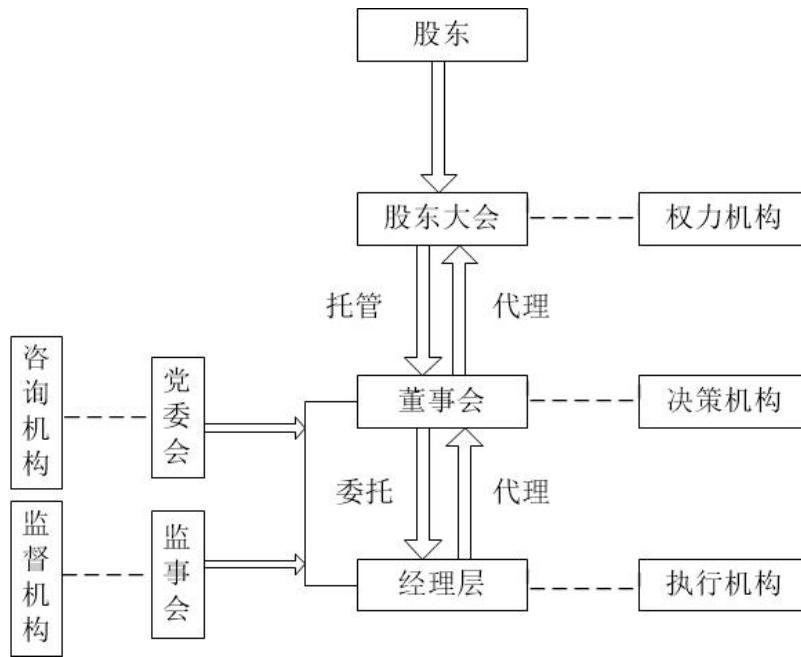 股东
股东大会
权力机构
托管
代理
咨询机构
党委会
董事会
决策机构
委托
代理
监督机构
监事会
经理层
执行机构